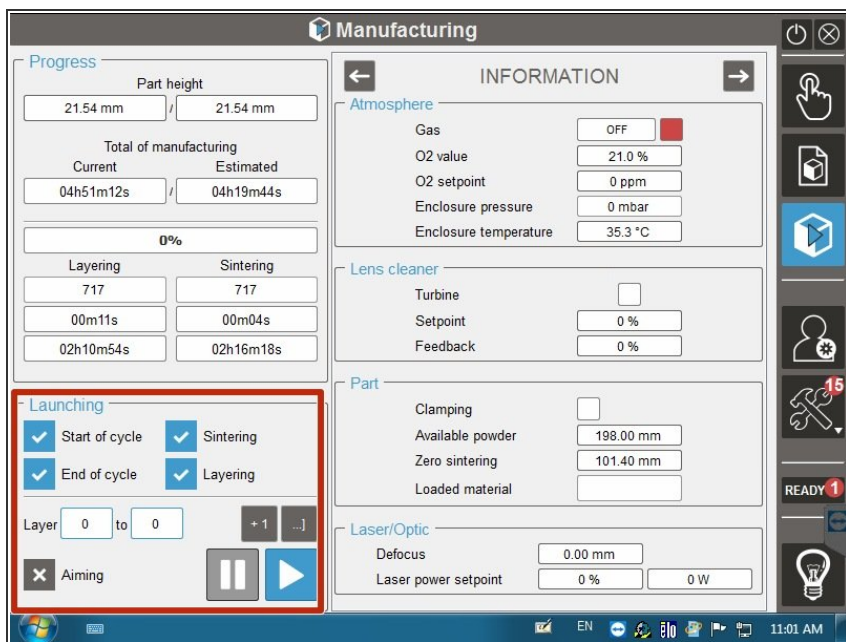 Manufacturing
Progress
Part height
21.54 mm / 21.54 mm
Total of manufacturing
Current Estimated
04h51m12s / 04h19m44s
0%
Layering Sintering
717 717
00m11s 00m04s
02h10m54s 02h16m18s
Launching
Start of cycle Sintering
End of cycle Layering
Layer 0 to 0 + 1 ...]
Aiming
INFORMATION
Atmosphere
Gas OFF
O2 value 21.0 %
O2 setpoint 0 ppm
Enclosure pressure 0 mbar
Enclosure temperature 35.3 °C
Lens cleaner
Turbine
Setpoint 0 %
Feedback 0 %
Part
Clamping
Available powder 198.00 mm
Zero sintering 101.40 mm
Loaded material
Laser/Optic
Defocus 0.00 mm
Laser power setpoint 0 % 0 W
15
READY 1
EN 11:01 AM